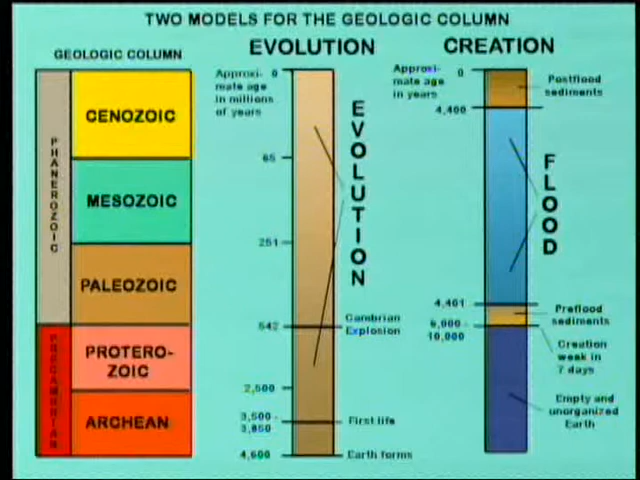 TWO MODELS FOR THE GEOLOGIC COLUMN
GEOLOGIC COLUMN
PHANEROZOIC
PRECAMBRIAN
CENOZOIC
MESOZOIC
PALEOZOIC
PROTERO-
ZOIC
ARCHEAN
EVOLUTION
Approxi-
mate age
in millions
of years
0
65
251
542
2,500
3,500 -
3,850
4,600
EVOLUTION
Cambrian
Explosion
First life
Earth forms
CREATION
Approxi-
mate age
in years
0
4,400
4,401
6,000 -
10,000
FLOOD
Postflood
sediments
Preflood
sediments
Creation
week in
7 days
Empty and
unorganized
Earth